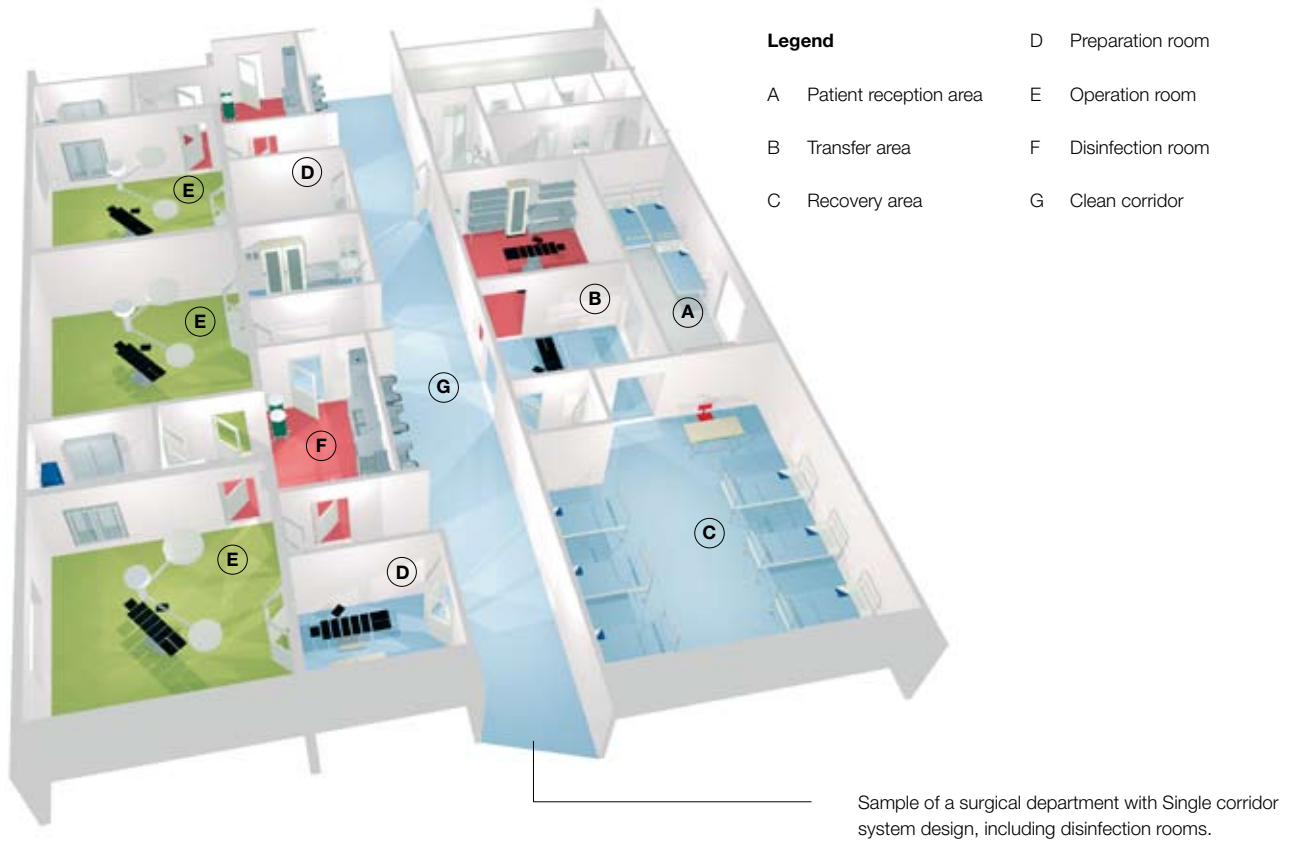 Legend
A Patient reception area
B Transfer area
C Recovery area
D Preparation room
E Operation room
F Disinfection room
G Clean corridor
D
E
E
B
A
G
F
C
E
D
Sample of a surgical department with Single corridor
system design, including disinfection rooms.